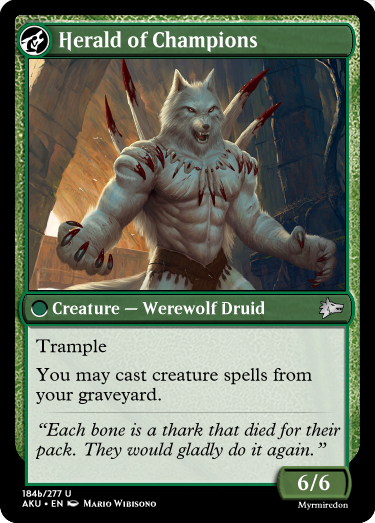 Herald of Champions
Creature — Werewolf Druid
Trample
You may cast creature spells from
your graveyard.
“Each bone is a thark that died for their
pack. They would gladly do it again.”
6/6
184b/277 U
AKU • EN Mario Wibisono
Myrmiredon